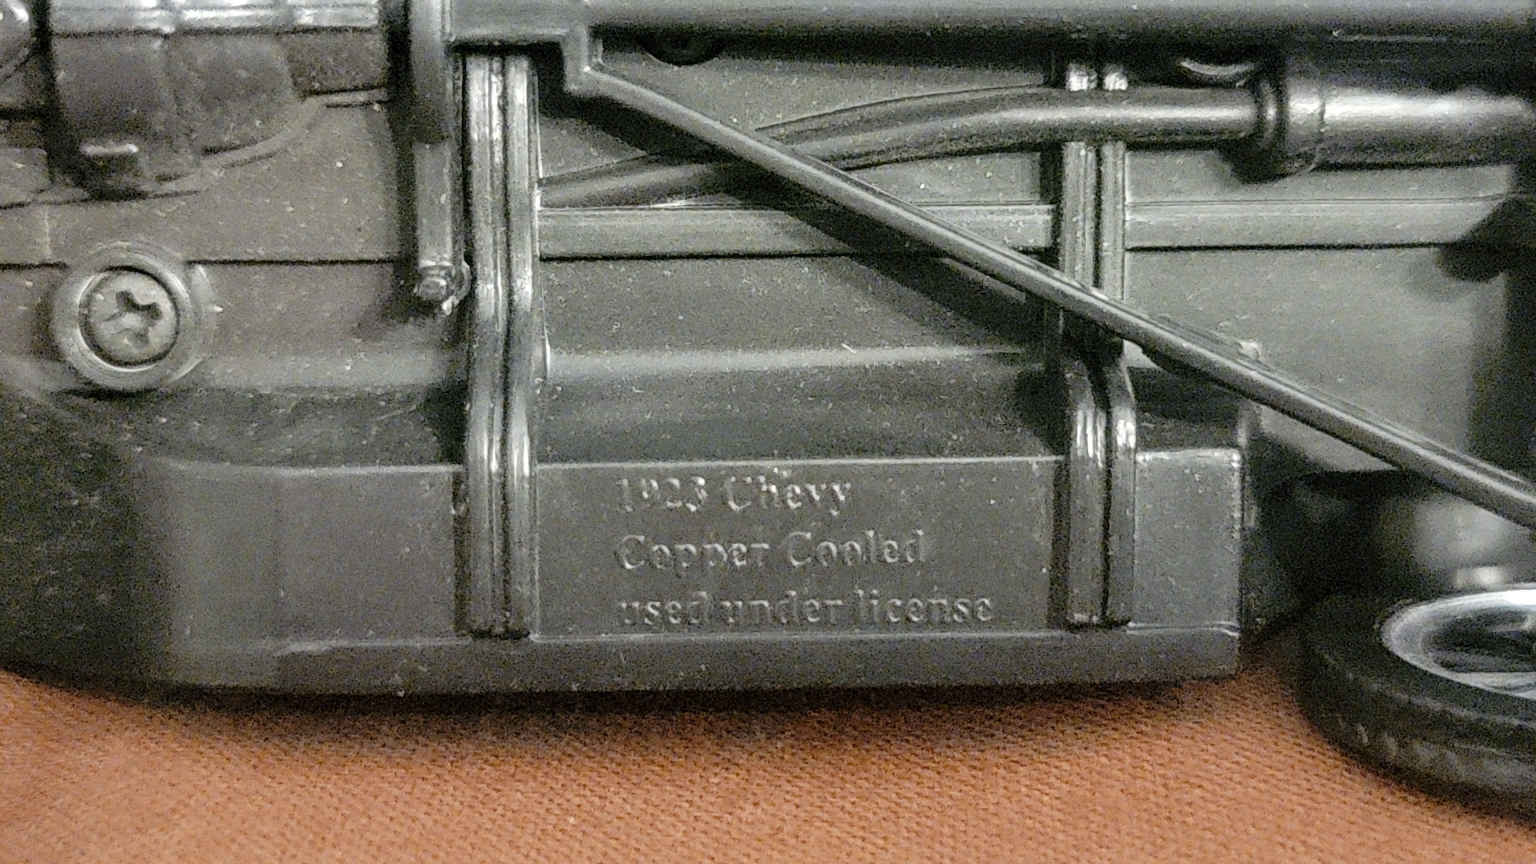 1923 Chevy
Copper Cooled
used under license